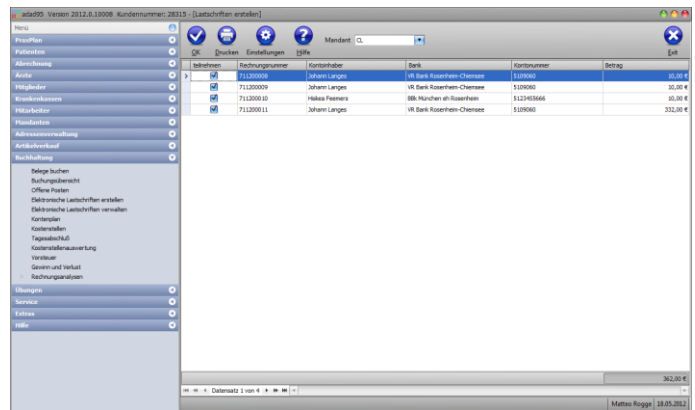 adad95 Version 2012.0.10008 Kundennummer: 28315 - [Lastschriften erstellen]
Menü
PraxPlan
Patienten
Abrechnung
Ärzte
Mitglieder
Krankenkassen
Mitarbeiter
Mandanten
Adressenverwaltung
Artikelverkauf
Buchhaltung
Belege buchen
Buchungsübersicht
Offene Posten
Elektronische Lastschriften erstellen
Elektronische Lastschriften verwalten
Kontenplan
Kostenstellen
Tagesabschluß
Kostenstellenauswertung
Vorsteuer
Gewinn und Verlust
Rechnungsanalysen
Übungen
Service
Extras
Hilfe
OK Drucken Einstellungen Hilfe Mandant Exit
teilnehmen Rechnungsnummer Kontoinhaber Bank Kontonummer Betrag
711200008 Johann Langes VR Bank Rosenheim-Chiemsee 5109060 10,00 €
711200009 Johann Langes VR Bank Rosenheim-Chiemsee 5109060 10,00 €
711200010 Feemers BBk München eh Rosenheim 5123455666 10,00 €
711200011 Johann Langes VR Bank Rosenheim-Chiemsee 5109060 332,00 €
362,00 €
Datensatz 1 von 4
Matteo Rogge 18.05.2012